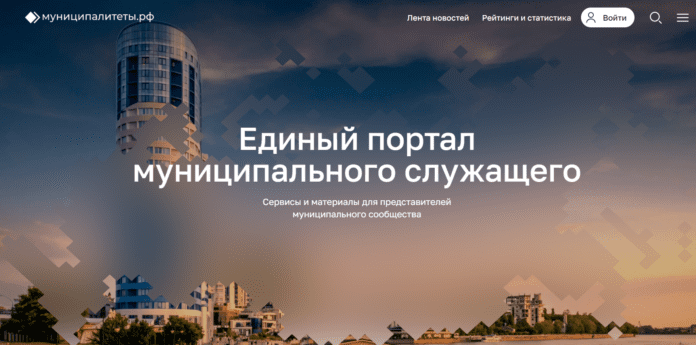 муниципалитеты.рф
Лента новостей
Рейтинги и статистика
Войти
Единый портал
муниципального служащего
Сервисы и материалы для представителей
муниципального сообщества